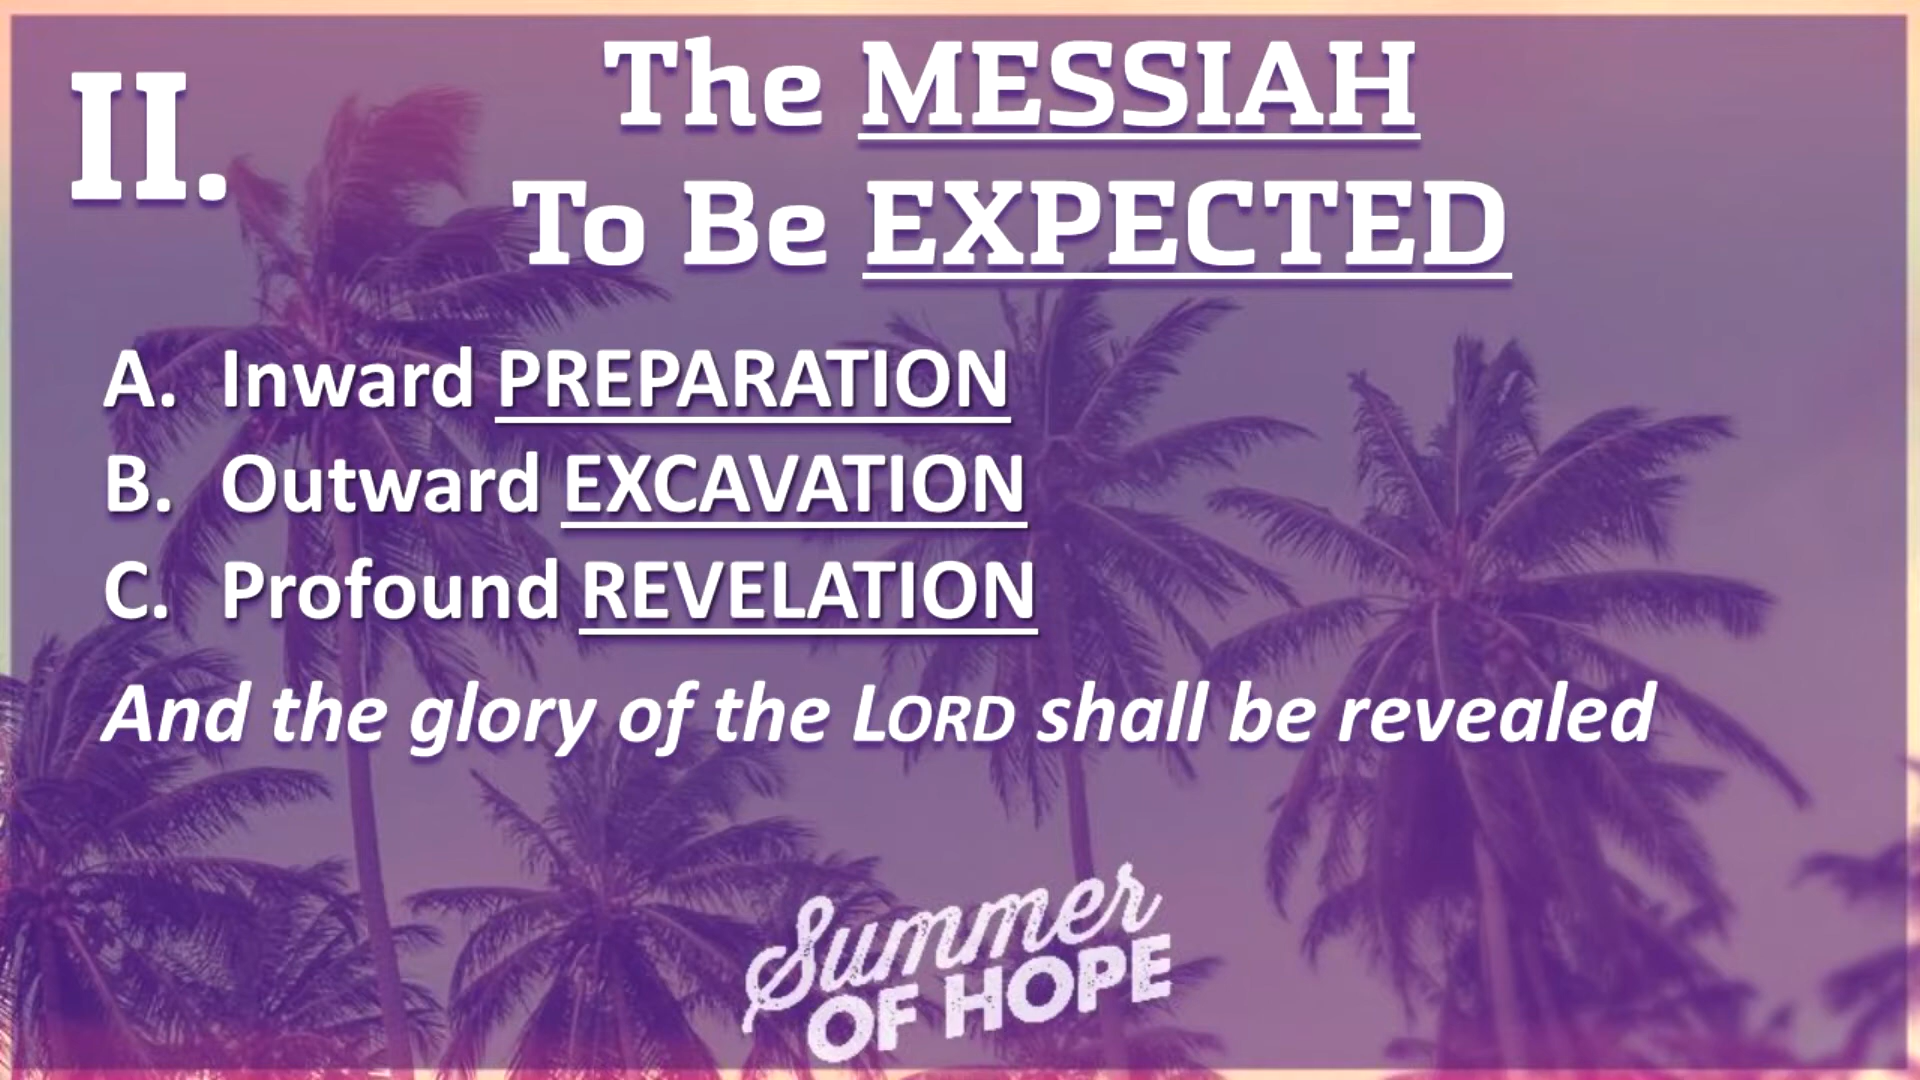 II.
The MESSIAH
To Be EXPECTED
A. Inward PREPARATION
B. Outward EXCAVATION
C. Profound REVELATION
And the glory of the LORD shall be revealed
Summer
OF HOPE